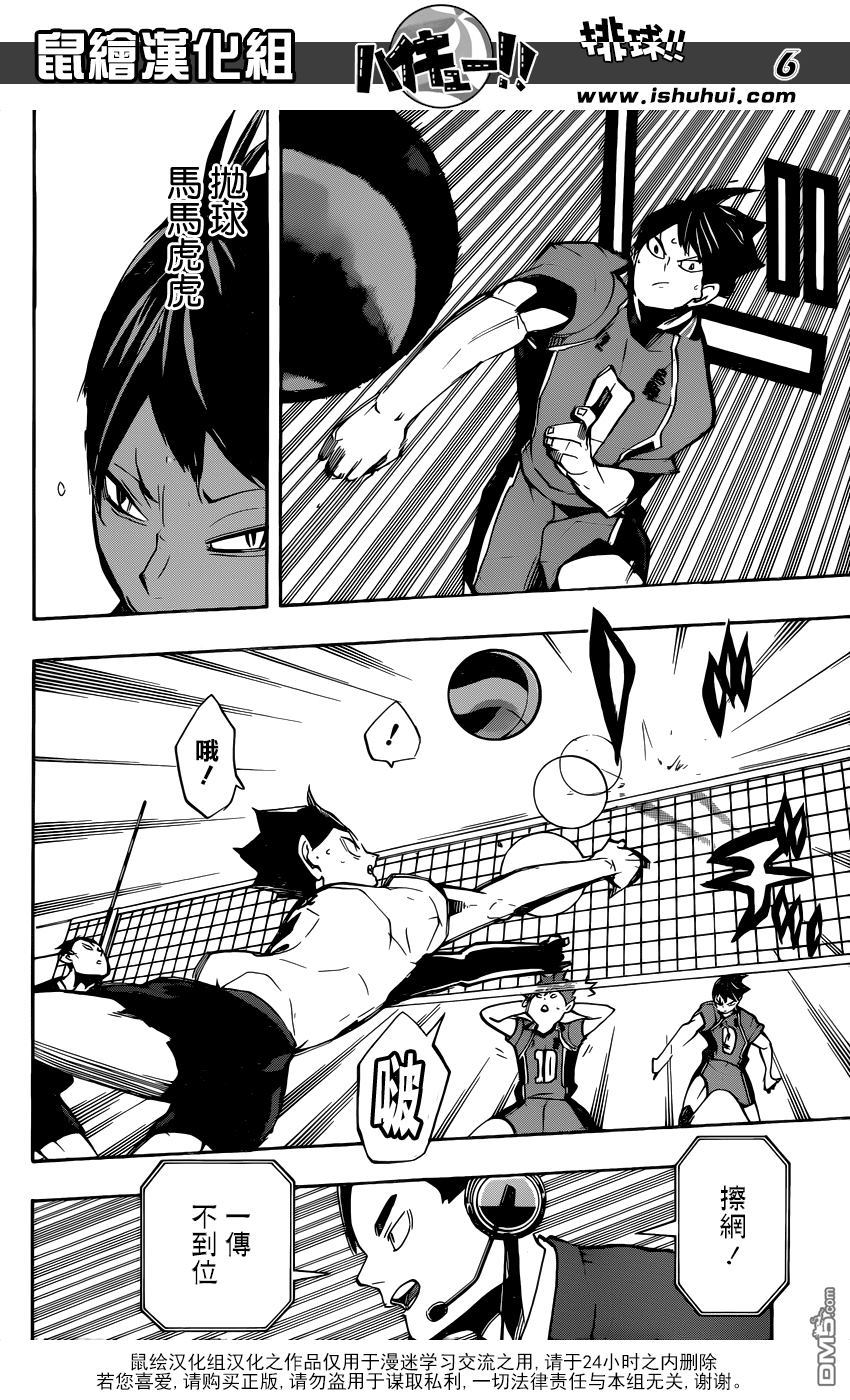 鼠繪漢化組
ハイキュー!!
排球!!
6
www.ishuhui.com
拋球
馬馬虎虎
!
哦!
10
9
啵
擦網!
一傳
不到位
DM5.com
鼠绘汉化组汉化之作品仅用于漫迷学习交流之用, 请于24小时之内删除
若您喜爱, 请购买正版, 请勿盗用于谋取私利, 一切法律责任与本组无关, 谢谢.